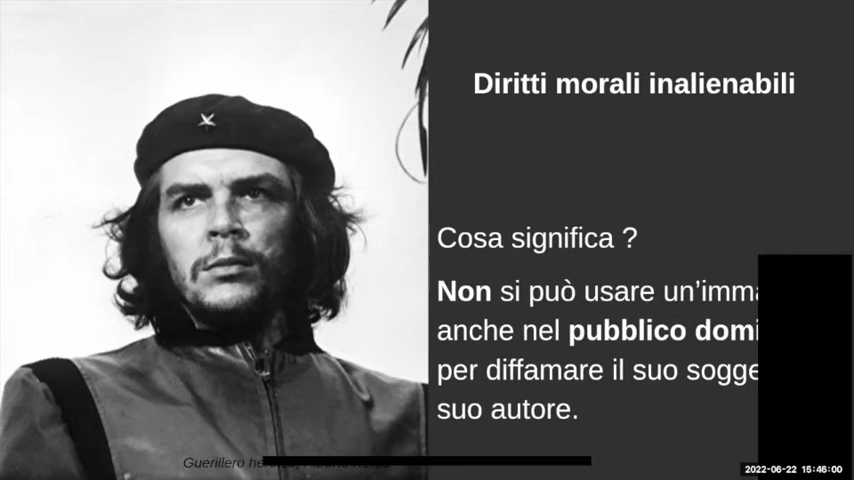 Diritti morali inalienabili
Cosa significa ?
Non si può usare un'imma
anche nel pubblico domi
per diffamare il suo sogge
suo autore.
Guerillero
2022-06-22 15:46:00